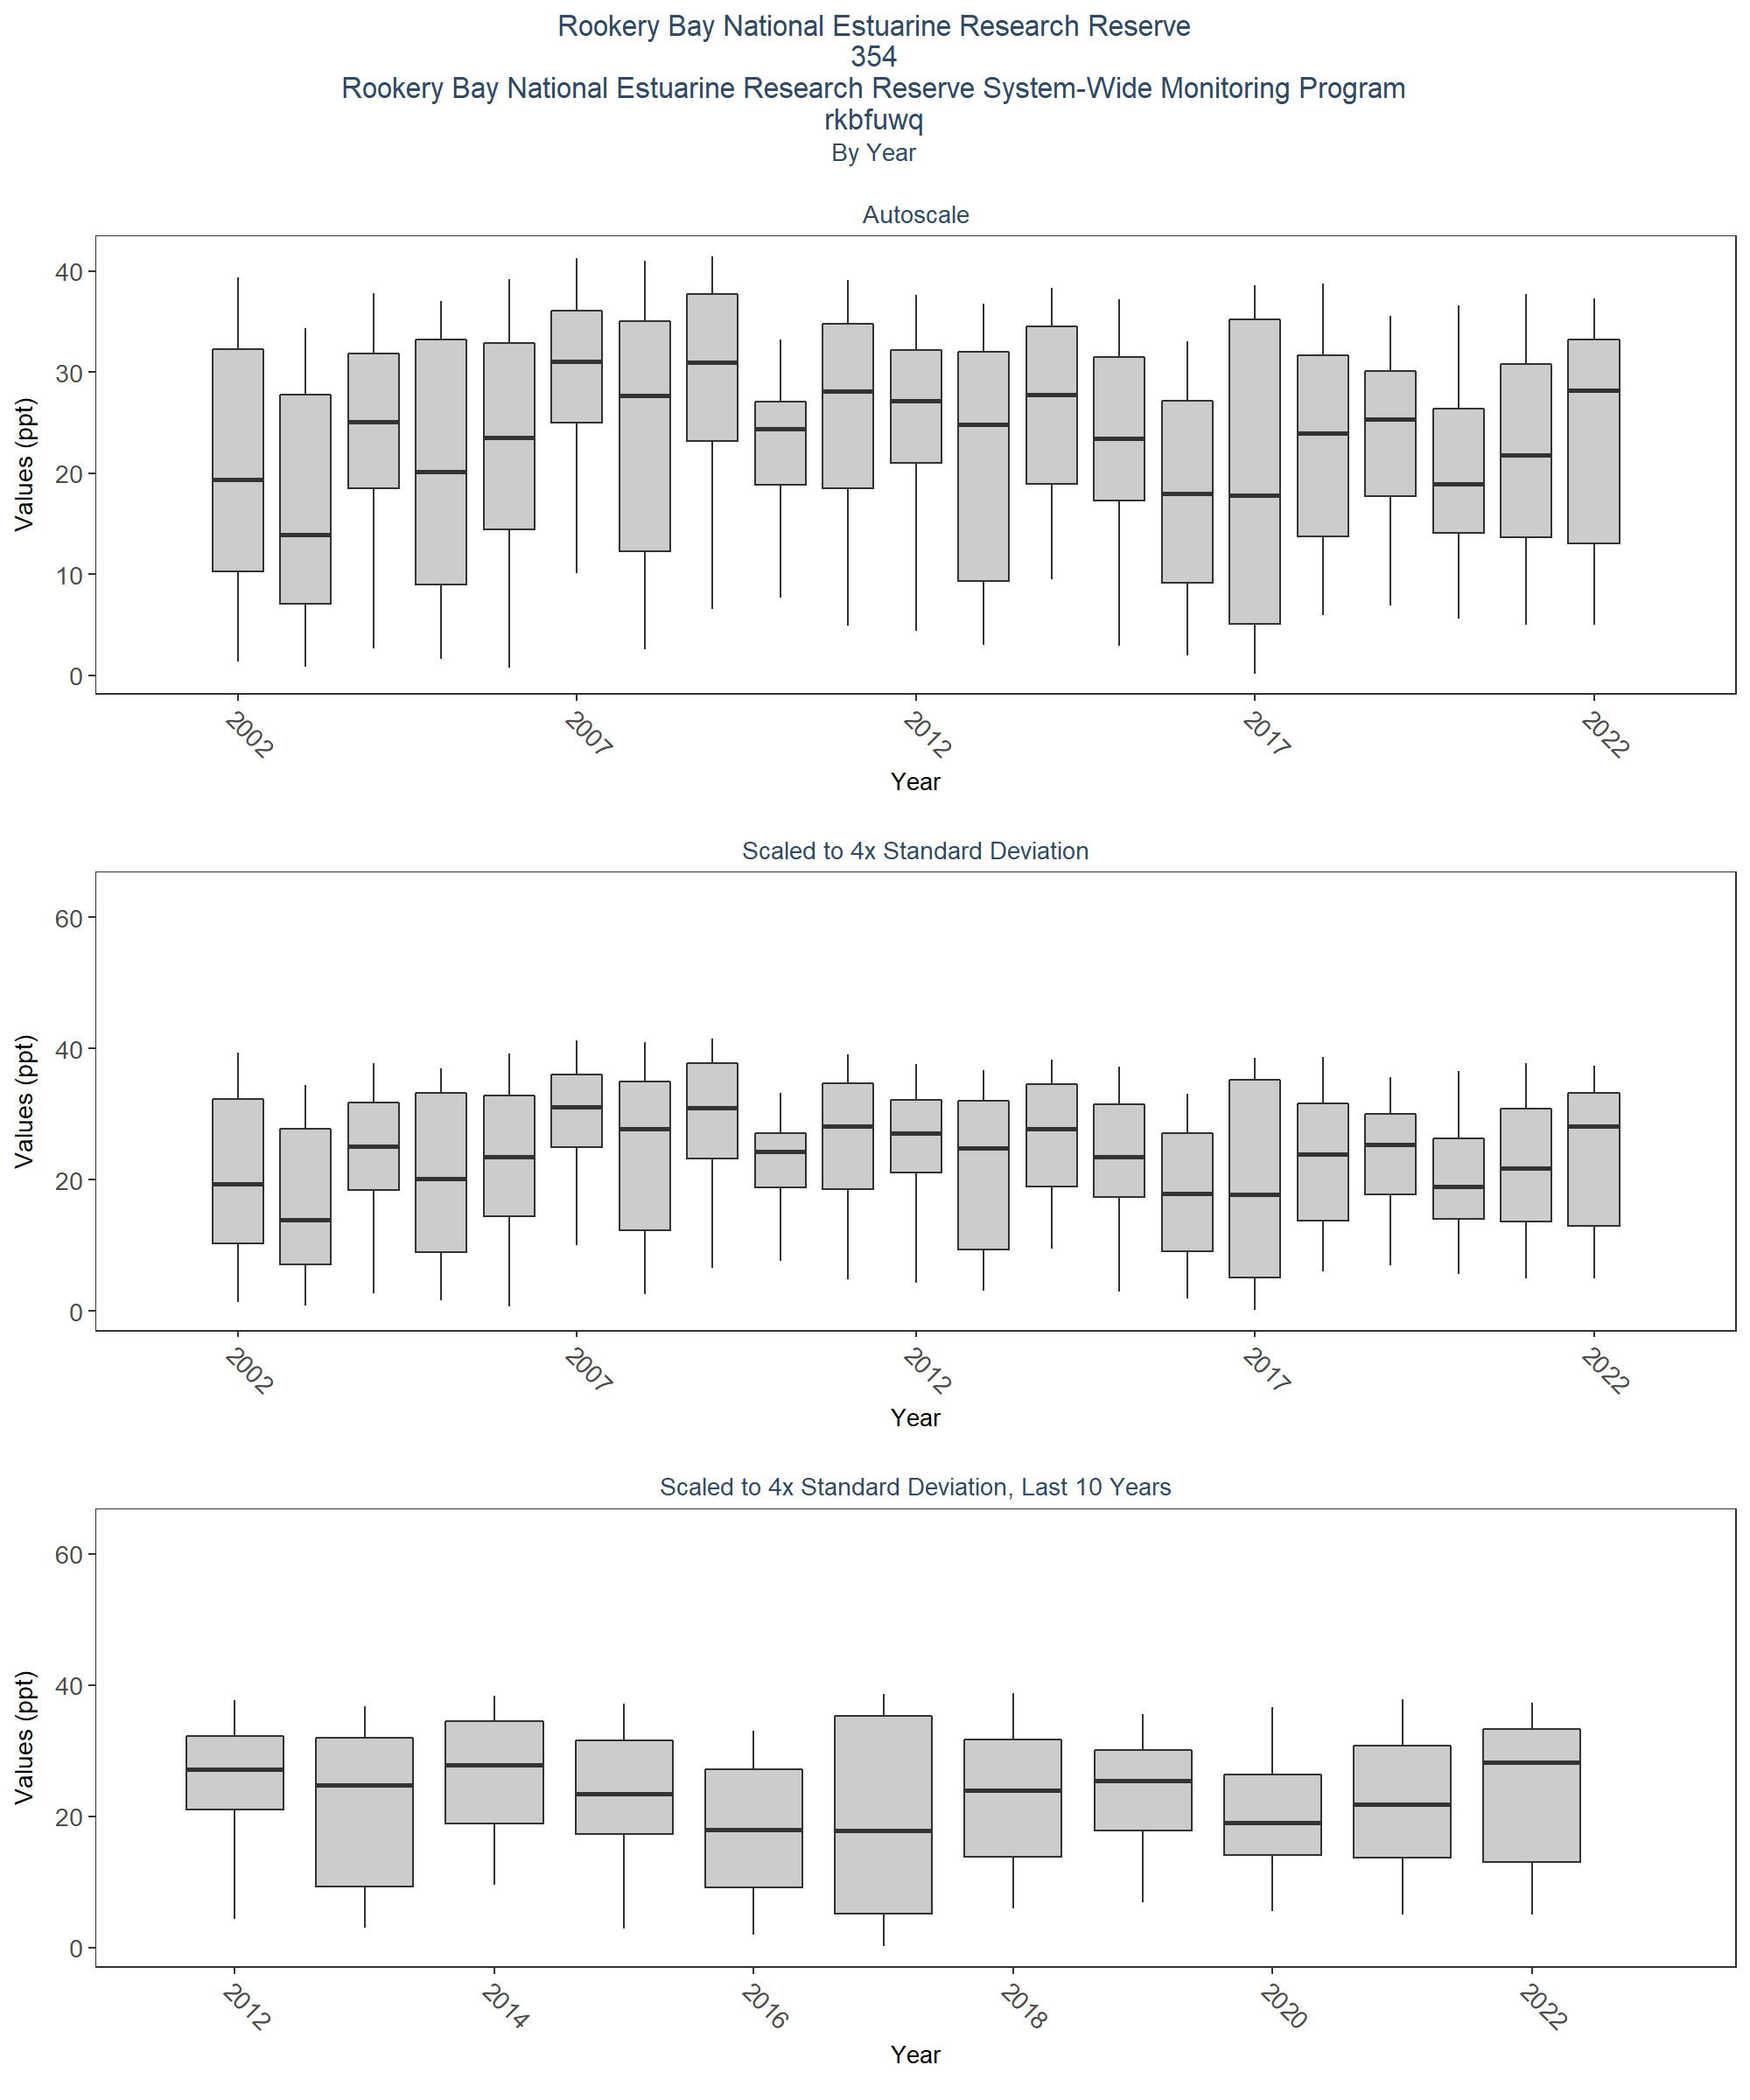 Rookery Bay National Estuarine Research Reserve
354
Rookery Bay National Estuarine Research Reserve System-Wide Monitoring Program
rkbfuwq
By Year
Autoscale
Values (ppt)
40
30
20
10
0
2002 2007 2012 2017 2022
Year
Scaled to 4x Standard Deviation
Values (ppt)
60
40
20
0
2002 2007 2012 2017 2022
Year
Scaled to 4x Standard Deviation, Last 10 Years
Values (ppt)
60
40
20
0
2012 2014 2016 2018 2020 2022
Year